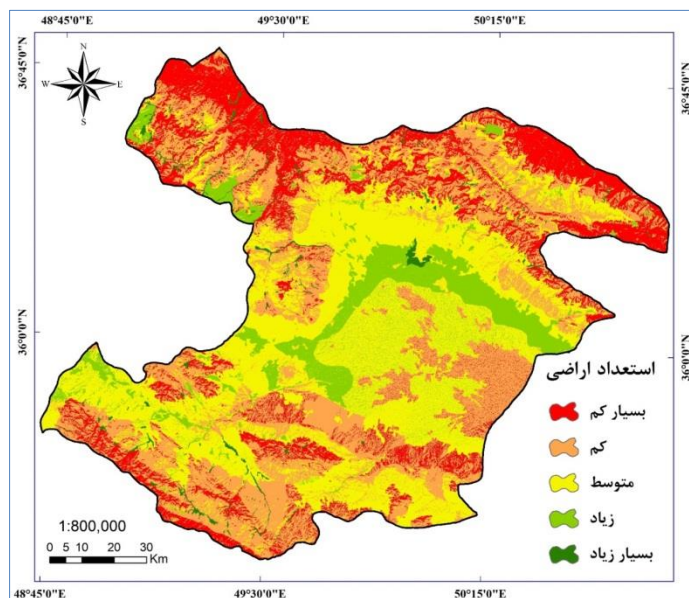 48°45'0"E 49°30'0"E 50°15'0"E
36°45'0"N
36°45'0"N
N
W E
S
36°0'0"N
36°0'0"N
استعداد اراضی
بسیار کم
کم
متوسط
زیاد
بسیار زیاد
1:800,000
0 5 10 20 30
Km
48°45'0"E 49°30'0"E 50°15'0"E